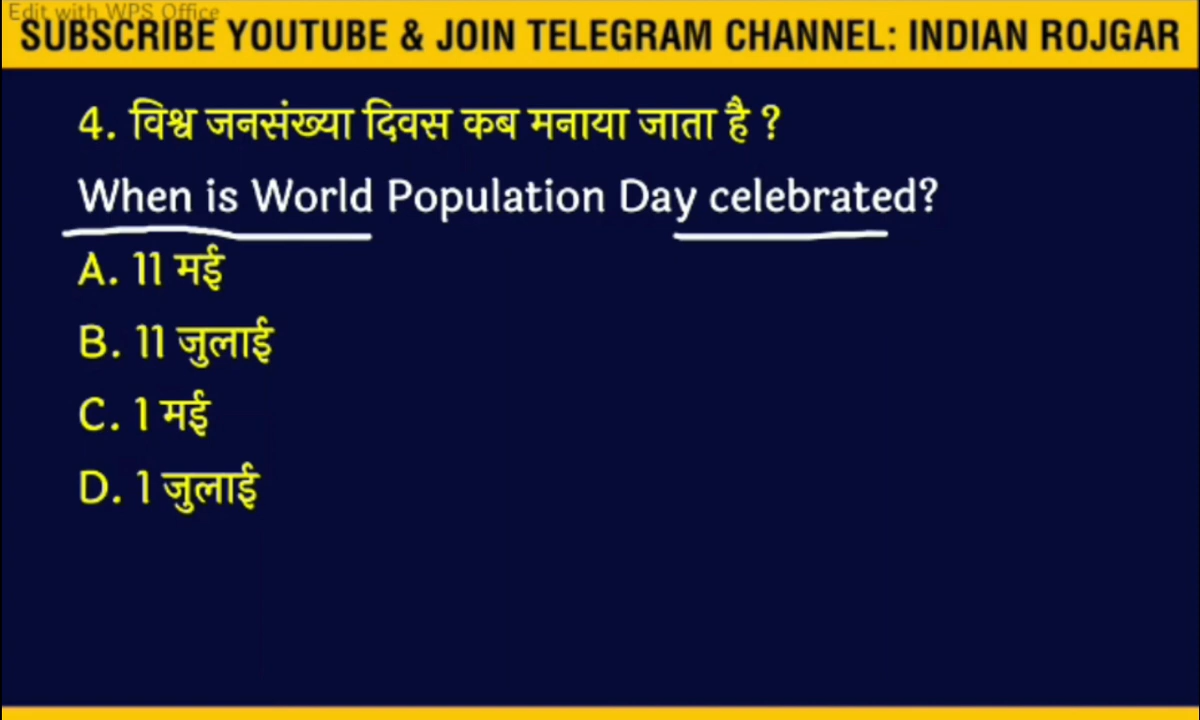 Edit with WPS Office
SUBSCRIBE YOUTUBE & JOIN TELEGRAM CHANNEL: INDIAN ROJGAR
4. विश्व जनसंख्या दिवस कब मनाया जाता है ?
When is World Population Day celebrated?
A. 11 मई
B. 11 जुलाई
C. 1 मई
D. 1 जुलाई